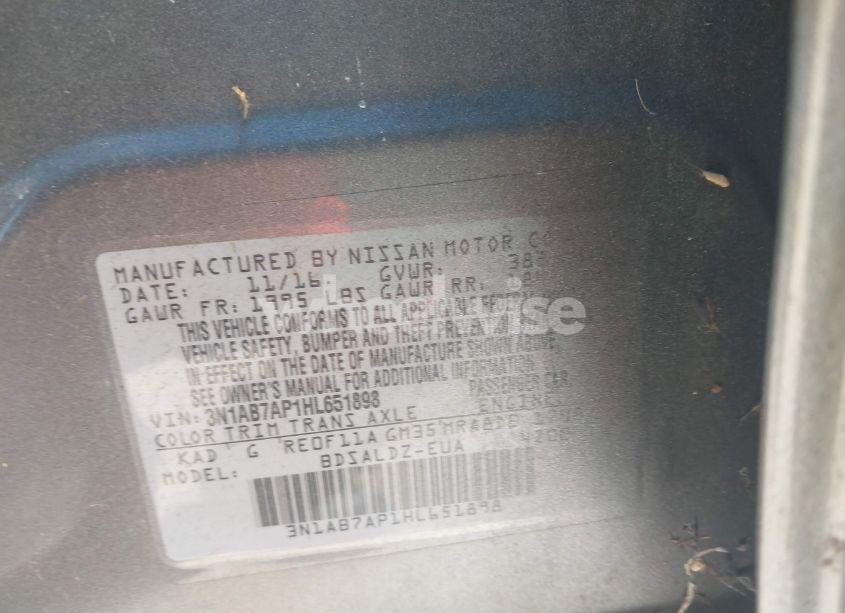 MANUFACTURED BY NISSAN MOTOR
DATE: 11/16 GVWR:
GAWR FR: 1995 LBS GAWR RR:
THIS VEHICLE CONFORMS TO ALL APPLICABLE FEDERAL
VEHICLE SAFETY, BUMPER AND THEFT PREVENTION
IN EFFECT ON THE DATE OF MANUFACTURE SHOWN ABOVE.
SEE OWNER'S MANUAL FOR ADDITIONAL INFORMATION
PASSENGER CAR
VIN: 3N1AB7AP1HL651898
COLOR TRIM TRANS AXLE ENGINE
KAD G RE0F11A GM35
MODEL: BDSALDZ-EUA
3N1AB7AP1HL651898